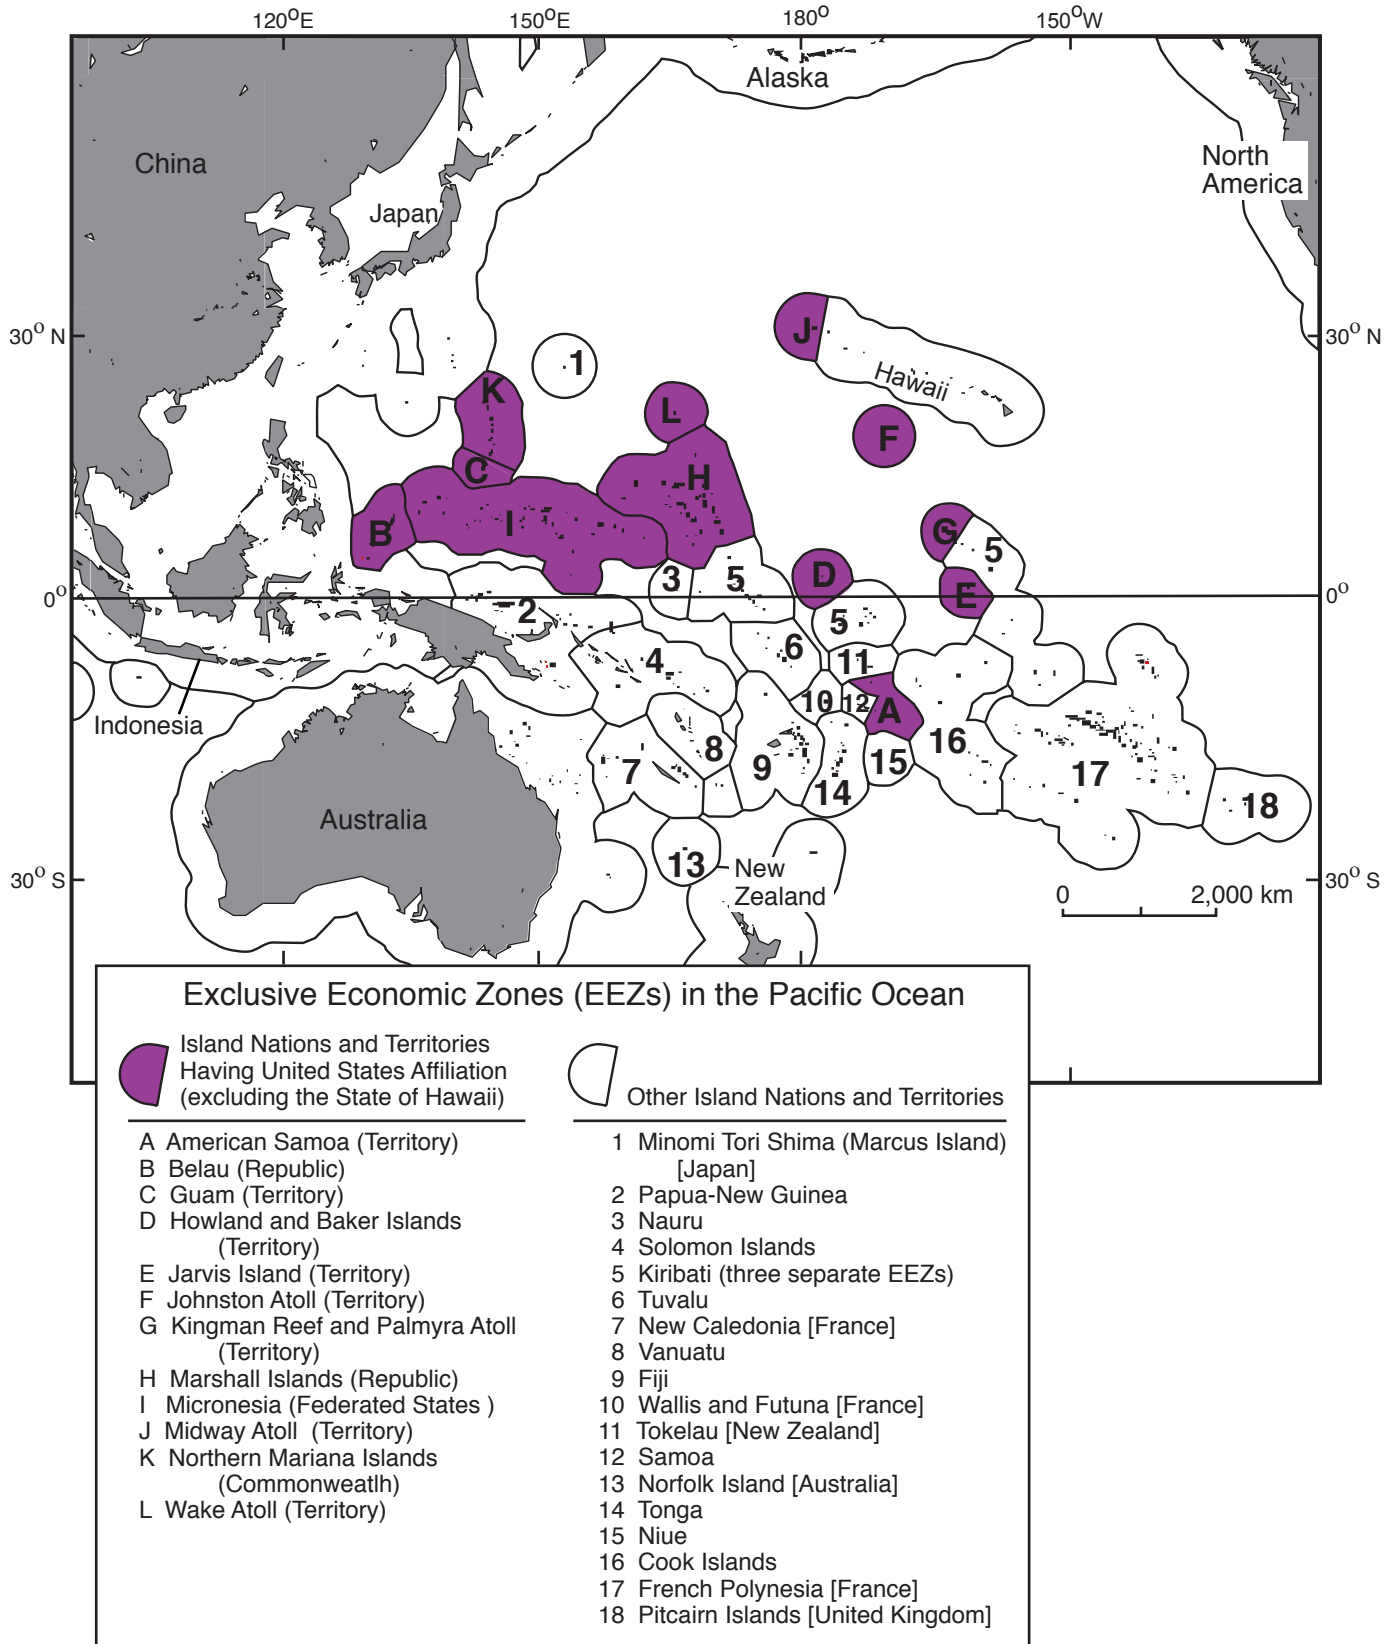 120°E 150°E 180° 150°W
Alaska
China
North
America
Japan
30° N
30° N
J
1
Hawaii
K
L
F
C
H
I
B
G
5
D
3
5
E
0°
0°
2
5
6
4
11
10
12
A
Indonesia
16
8
15
9
7
17
14
18
Australia
13
New
Zealand
30° S
30° S
0 2,000 km
Exclusive Economic Zones (EEZs) in the Pacific Ocean
Island Nations and Territories
Having United States Affiliation
(excluding the State of Hawaii)
A American Samoa (Territory)
B Belau (Republic)
C Guam (Territory)
D Howland and Baker Islands
(Territory)
E Jarvis Island (Territory)
F Johnston Atoll (Territory)
G Kingman Reef and Palmyra Atoll
(Territory)
H Marshall Islands (Republic)
I Micronesia (Federated States )
J Midway Atoll (Territory)
K Northern Mariana Islands
(Commonweatlh)
L Wake Atoll (Territory)
Other Island Nations and Territories
1 Minomi Tori Shima (Marcus Island)
[Japan]
2 Papua-New Guinea
3 Nauru
4 Solomon Islands
5 Kiribati (three separate EEZs)
6 Tuvalu
7 New Caledonia [France]
8 Vanuatu
9 Fiji
10 Wallis and Futuna [France]
11 Tokelau [New Zealand]
12 Samoa
13 Norfolk Island [Australia]
14 Tonga
15 Niue
16 Cook Islands
17 French Polynesia [France]
18 Pitcairn Islands [United Kingdom]